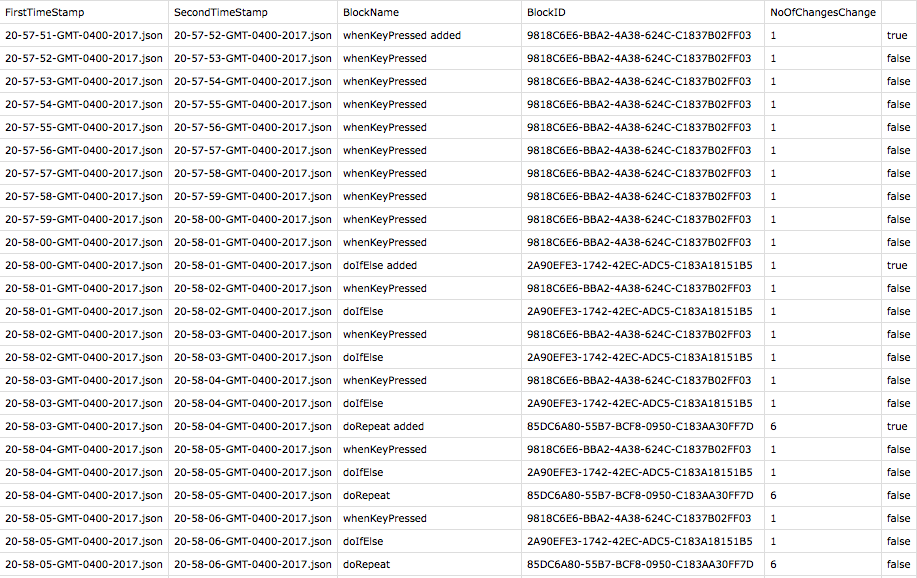 FirstTimeStamp SecondTimeStamp BlockName BlockID NoOfChangesChange
20-57-51-GMT-0400-2017.json 20-57-52-GMT-0400-2017.json whenKeyPressed added 9818C6E6-BBA2-4A38-624C-C1837B02FF03 1 true
20-57-52-GMT-0400-2017.json 20-57-53-GMT-0400-2017.json whenKeyPressed 9818C6E6-BBA2-4A38-624C-C1837B02FF03 1 false
20-57-53-GMT-0400-2017.json 20-57-54-GMT-0400-2017.json whenKeyPressed 9818C6E6-BBA2-4A38-624C-C1837B02FF03 1 false
20-57-54-GMT-0400-2017.json 20-57-55-GMT-0400-2017.json whenKeyPressed 9818C6E6-BBA2-4A38-624C-C1837B02FF03 1 false
20-57-55-GMT-0400-2017.json 20-57-56-GMT-0400-2017.json whenKeyPressed 9818C6E6-BBA2-4A38-624C-C1837B02FF03 1 false
20-57-56-GMT-0400-2017.json 20-57-57-GMT-0400-2017.json whenKeyPressed 9818C6E6-BBA2-4A38-624C-C1837B02FF03 1 false
20-57-57-GMT-0400-2017.json 20-57-58-GMT-0400-2017.json whenKeyPressed 9818C6E6-BBA2-4A38-624C-C1837B02FF03 1 false
20-57-58-GMT-0400-2017.json 20-57-59-GMT-0400-2017.json whenKeyPressed 9818C6E6-BBA2-4A38-624C-C1837B02FF03 1 false
20-57-59-GMT-0400-2017.json 20-58-00-GMT-0400-2017.json whenKeyPressed 9818C6E6-BBA2-4A38-624C-C1837B02FF03 1 false
20-58-00-GMT-0400-2017.json 20-58-01-GMT-0400-2017.json whenKeyPressed 9818C6E6-BBA2-4A38-624C-C1837B02FF03 1 false
20-58-00-GMT-0400-2017.json 20-58-01-GMT-0400-2017.json doIfElse added 2A90EFE3-1742-42EC-ADC5-C183A18151B5 1 true
20-58-01-GMT-0400-2017.json 20-58-02-GMT-0400-2017.json whenKeyPressed 9818C6E6-BBA2-4A38-624C-C1837B02FF03 1 false
20-58-01-GMT-0400-2017.json 20-58-02-GMT-0400-2017.json doIfElse 2A90EFE3-1742-42EC-ADC5-C183A18151B5 1 false
20-58-02-GMT-0400-2017.json 20-58-03-GMT-0400-2017.json whenKeyPressed 9818C6E6-BBA2-4A38-624C-C1837B02FF03 1 false
20-58-02-GMT-0400-2017.json 20-58-03-GMT-0400-2017.json doIfElse 2A90EFE3-1742-42EC-ADC5-C183A18151B5 1 false
20-58-03-GMT-0400-2017.json 20-58-04-GMT-0400-2017.json whenKeyPressed 9818C6E6-BBA2-4A38-624C-C1837B02FF03 1 false
20-58-03-GMT-0400-2017.json 20-58-04-GMT-0400-2017.json doIfElse 2A90EFE3-1742-42EC-ADC5-C183A18151B5 1 false
20-58-03-GMT-0400-2017.json 20-58-04-GMT-0400-2017.json doRepeat added 85DC6A80-55B7-BCF8-0950-C183AA30FF7D 6 true
20-58-04-GMT-0400-2017.json 20-58-05-GMT-0400-2017.json whenKeyPressed 9818C6E6-BBA2-4A38-624C-C1837B02FF03 1 false
20-58-04-GMT-0400-2017.json 20-58-05-GMT-0400-2017.json doIfElse 2A90EFE3-1742-42EC-ADC5-C183A18151B5 1 false
20-58-04-GMT-0400-2017.json 20-58-05-GMT-0400-2017.json doRepeat 85DC6A80-55B7-BCF8-0950-C183AA30FF7D 6 false
20-58-05-GMT-0400-2017.json 20-58-06-GMT-0400-2017.json whenKeyPressed 9818C6E6-BBA2-4A38-624C-C1837B02FF03 1 false
20-58-05-GMT-0400-2017.json 20-58-06-GMT-0400-2017.json doIfElse 2A90EFE3-1742-42EC-ADC5-C183A18151B5 1 false
20-58-05-GMT-0400-2017.json 20-58-06-GMT-0400-2017.json doRepeat 85DC6A80-55B7-BCF8-0950-C183AA30FF7D 6 false